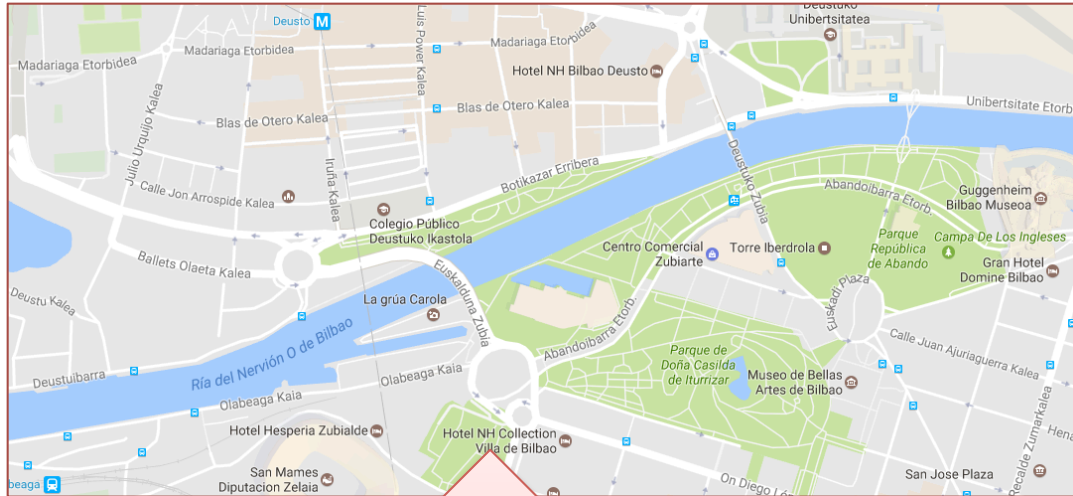 Deustuko
Unibertsitatea
Deusto M
Luis Power Kalea
Madariaga Etorbidea
Madariaga Etorbidea
Hotel NH Bilbao Deusto
Blas de Otero Kalea
Blas de Otero Kalea
Unibertsitate Etorb.
Julio Urquijo Kalea
Iruña Kalea
Deustuko Zubia
Botikazar Erribera
Calle Jon Arrospide Kalea
Abandoibarra Etorb.
Guggenheim
Bilbao Museoa
Colegio Público
Deustuko Ikastola
Centro Comercial
Zubiarte
Torre Iberdrola
Parque
República
de Abando
Campa De Los Ingleses
Gran Hotel
Domine Bilbao
Ballets Olaeta Kalea
Euskalduna Zubia
Euskadi Plaza
Deustu Kalea
La grúa Carola
Abandoibarra Etorb.
Calle Juan Ajuriaguerra Kalea
Ría del Nervión O de Bilbao
Parque de
Doña Casilda
de Iturrizar
Deustuibarra
Olabeaga Kaia
Museo de Bellas
Artes de Bilbao
Olabeaga Kaia
Hotel Hesperia Zubialde
Hotel NH Collection
Villa de Bilbao
ecalde Zumarkalea
Hena
San Mames
Diputacion Zelaia
San Jose Plaza
beaga
On Diego Ló